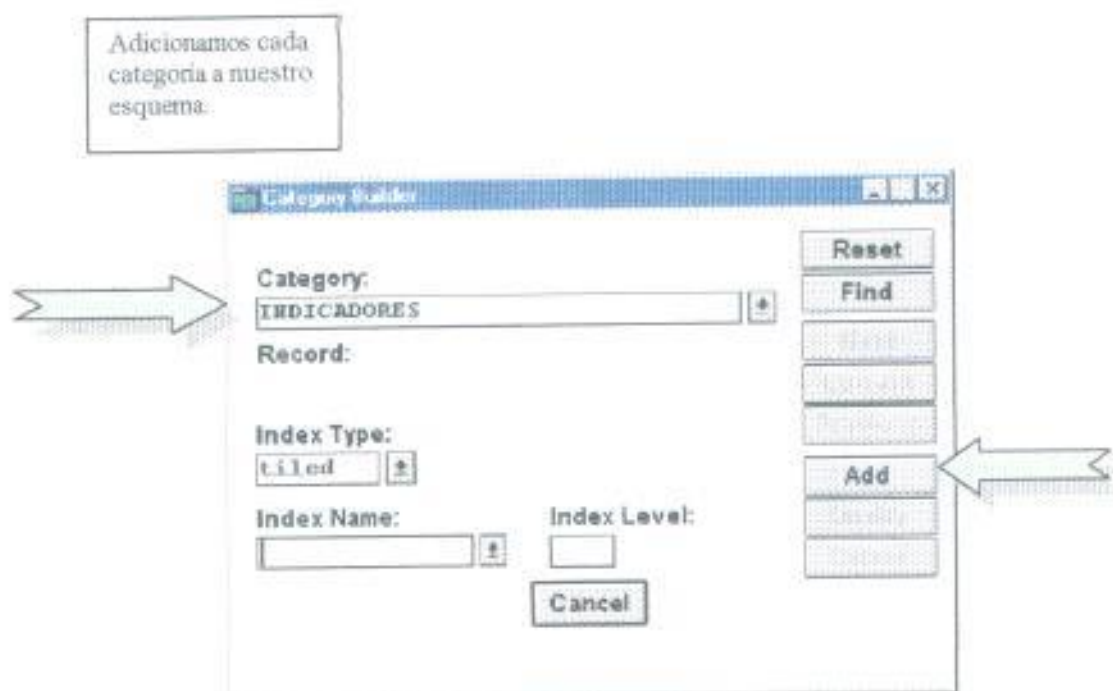 Adicionamos cada
categoria a nuestro
esquema.
Category Builder
Reset
Category:
Find
INDICADORES
Record:
Index Type:
tiled
Add
Index Name:
Index Level:
Cancel